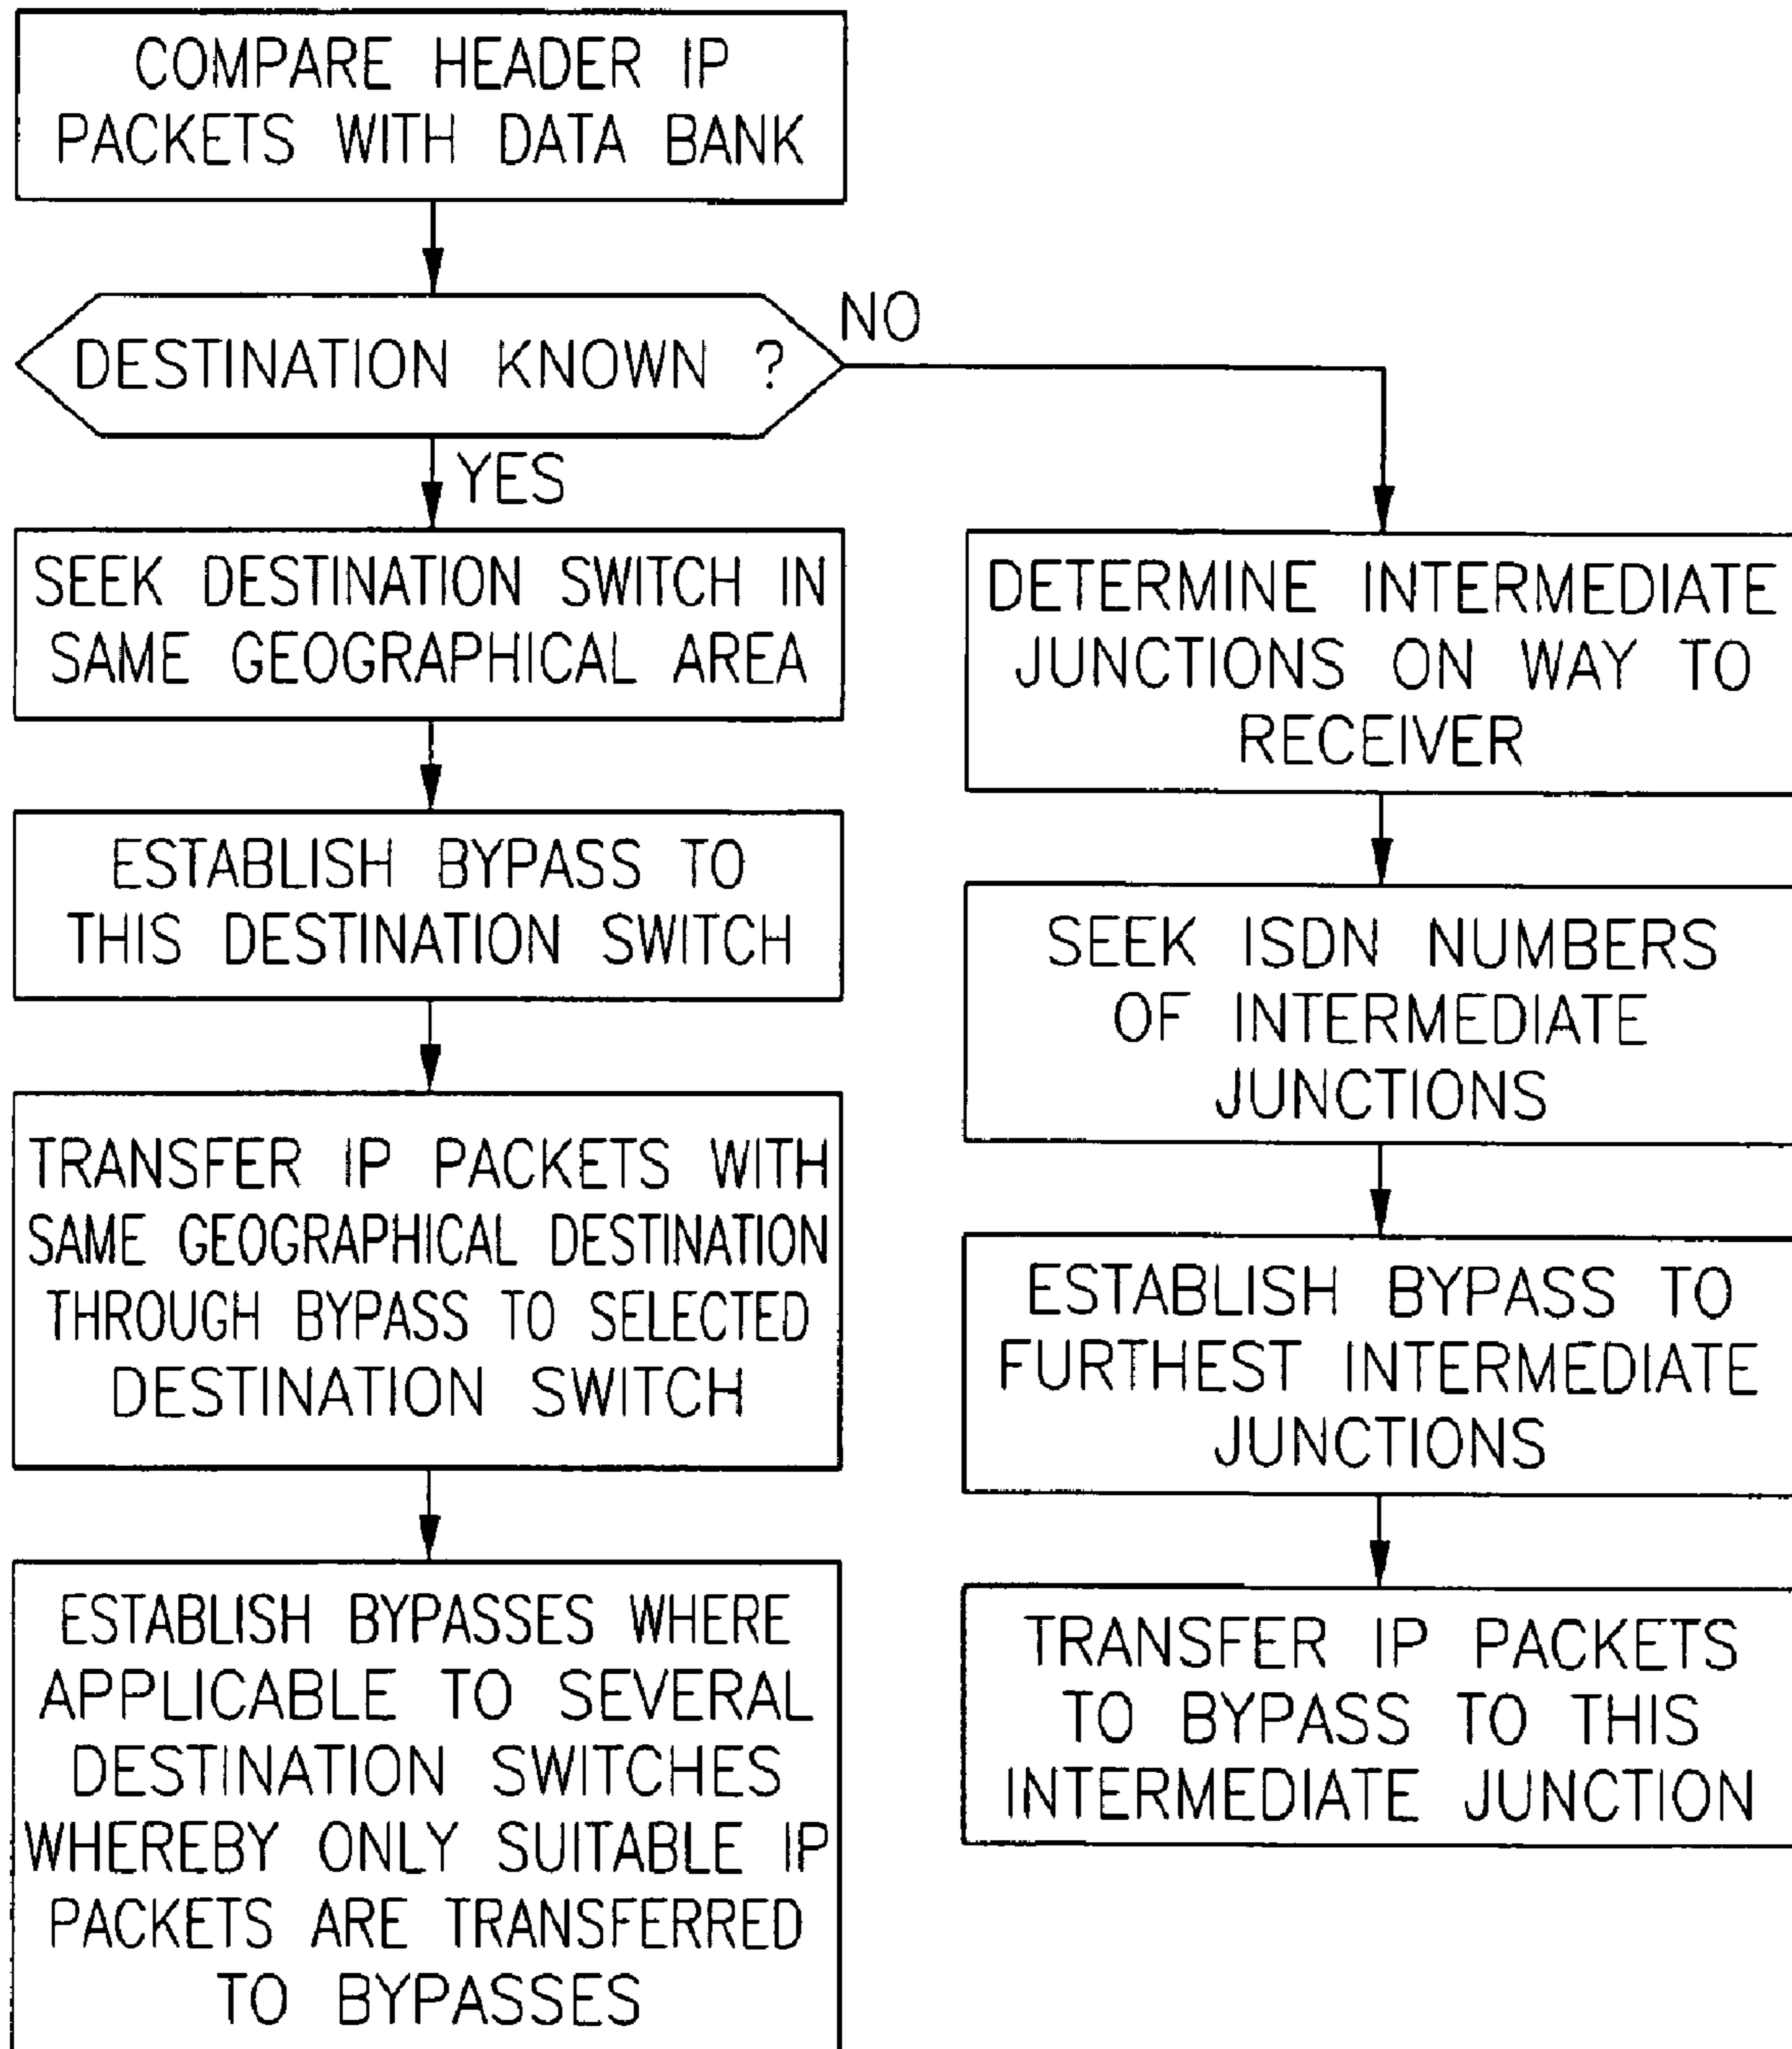 COMPARE HEADER IP
PACKETS WITH DATA BANK
DESTINATION KNOWN ?
NO
YES
SEEK DESTINATION SWITCH IN
SAME GEOGRAPHICAL AREA
ESTABLISH BYPASS TO
THIS DESTINATION SWITCH
TRANSFER IP PACKETS WITH
SAME GEOGRAPHICAL DESTINATION
THROUGH BYPASS TO SELECTED
DESTINATION SWITCH
ESTABLISH BYPASSES WHERE
APPLICABLE TO SEVERAL
DESTINATION SWITCHES
WHEREBY ONLY SUITABLE IP
PACKETS ARE TRANSFERRED
TO BYPASSES
DETERMINE INTERMEDIATE
JUNCTIONS ON WAY TO
RECEIVER
SEEK ISDN NUMBERS
OF INTERMEDIATE
JUNCTIONS
ESTABLISH BYPASS TO
FURTHEST INTERMEDIATE
JUNCTIONS
TRANSFER IP PACKETS
TO BYPASS TO THIS
INTERMEDIATE JUNCTION